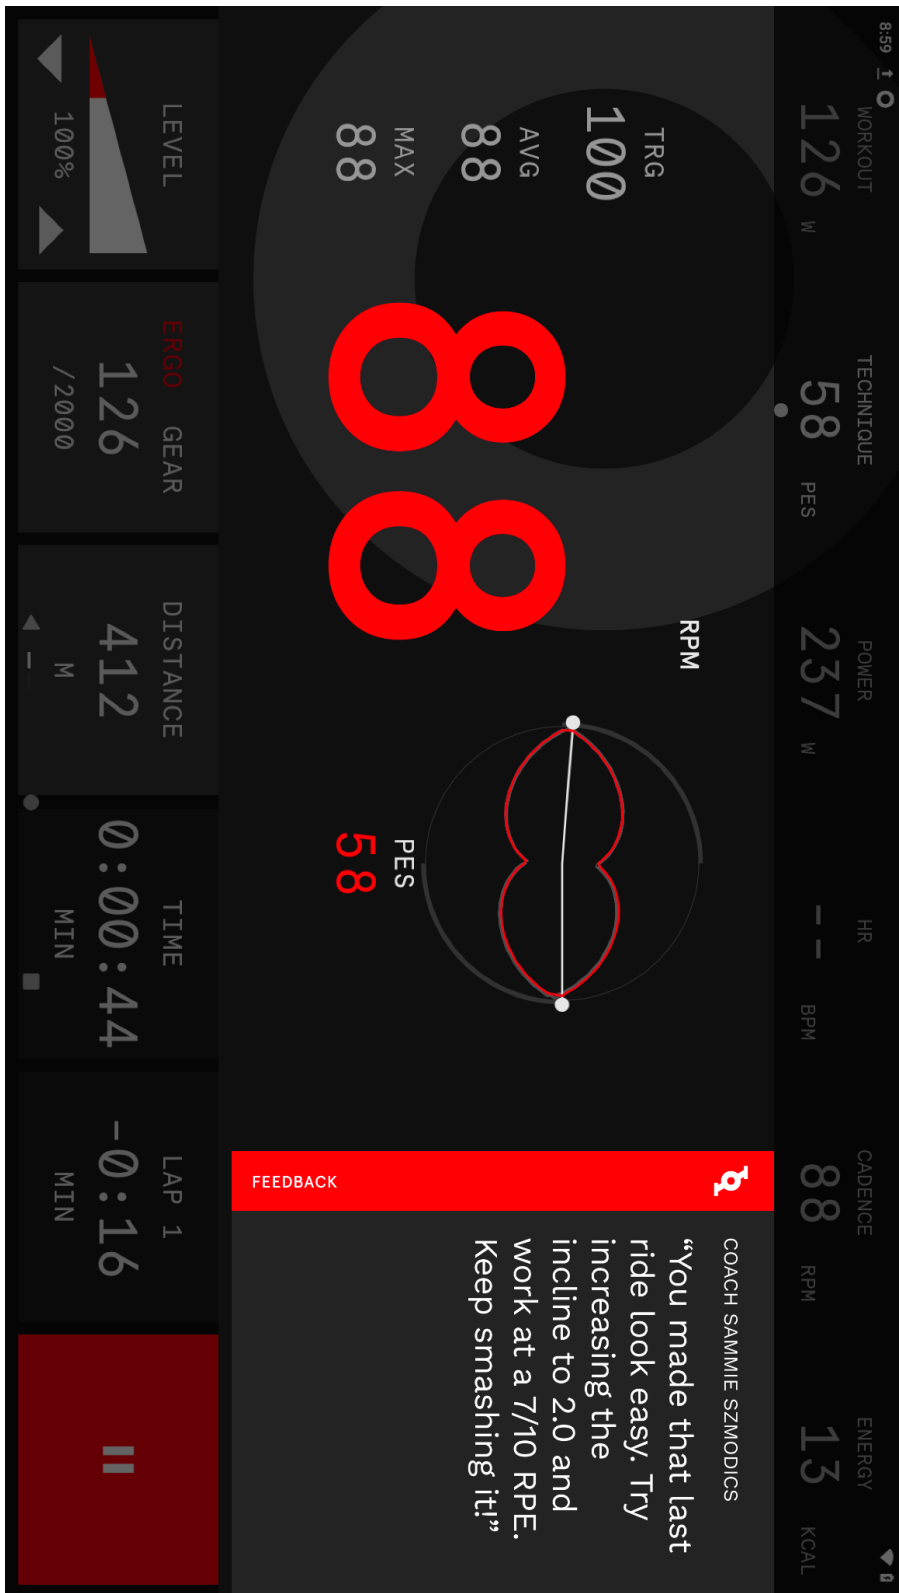 8:59
WORKOUT
126 W
TECHNIQUE
58 PES
POWER
237 W
HR
-- BPM
CADENCE
88 RPM
ENERGY
13 KCAL
TRG
100
AVG
88
MAX
88
88
RPM
PES
58
FEEDBACK
COACH SAMMIE SZMODICS
“You made that last
ride look easy. Try
increasing the
incline to 2.0 and
work at a 7/10 RPE.
Keep smashing it!”
LEVEL
100%
ERGO GEAR
126
/2000
DISTANCE
412
M
–
TIME
0:00:44
MIN
LAP 1
-0:16
MIN